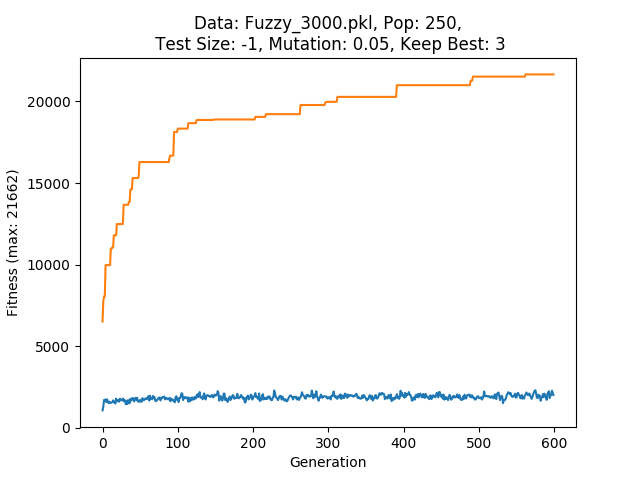 Data: Fuzzy_3000.pkl, Pop: 250,
Test Size: -1, Mutation: 0.05, Keep Best: 3
Fitness (max: 21662)
20000
15000
10000
5000
0
0 100 200 300 400 500 600
Generation